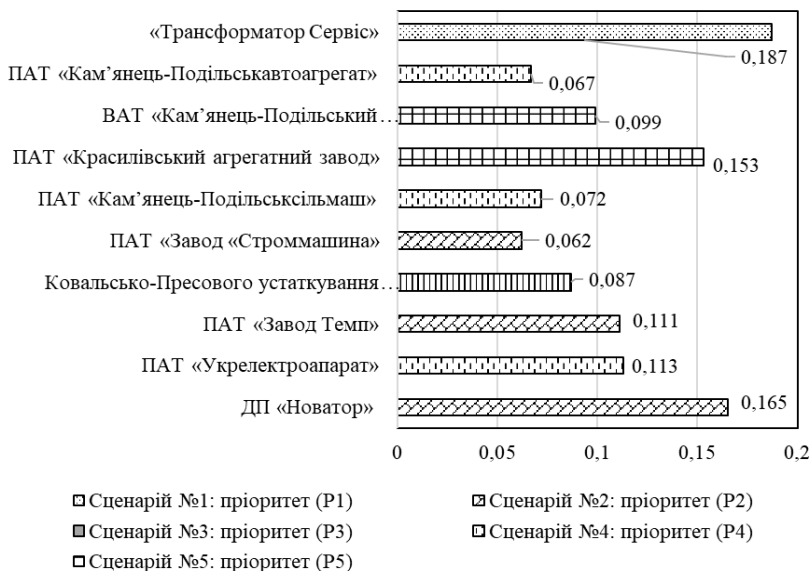 «Трансформатор Сервіс»
0,187
ПАТ «Кам’янець-Подільськавтоагрегат»
0,067
ВАТ «Кам’янець-Подільський…
0,099
ПАТ «Красилівський агрегатний завод»
0,153
ПАТ «Кам’янець-Подільськсільмаш»
0,072
ПАТ «Завод «Строммашина»
0,062
Ковальсько-Пресового устаткування…
0,087
ПАТ «Завод Темп»
0,111
ПАТ «Укрелектроапарат»
0,113
ДП «Новатор»
0,165
0 0,05 0,1 0,15 0,2
Сценарій №1: пріоритет (P1) Сценарій №2: пріоритет (P2)
Сценарій №3: пріоритет (P3) Сценарій №4: пріоритет (P4)
Сценарій №5: пріоритет (P5)